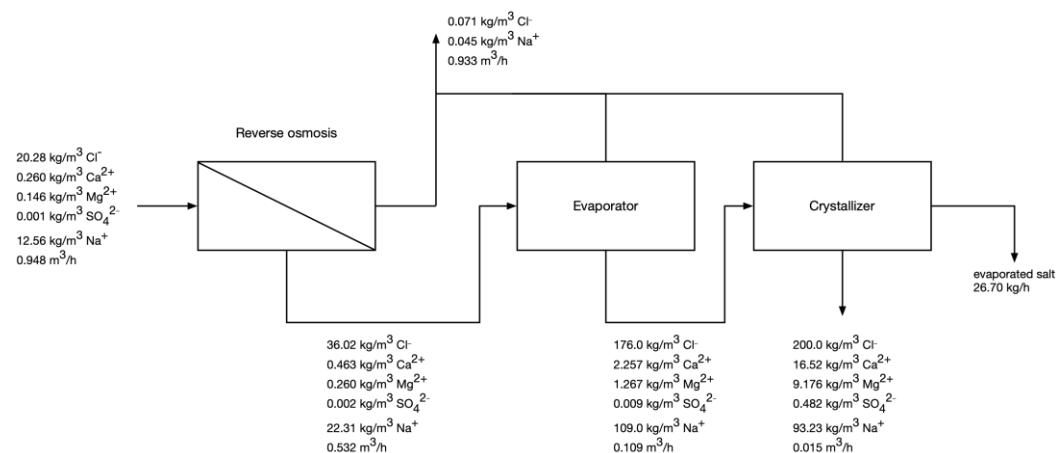 0.071 kg/m³ Cl⁻
0.045 kg/m³ Na⁺
0.933 m³/h
Reverse osmosis
20.28 kg/m³ Cl⁻
0.260 kg/m³ Ca²⁺
0.146 kg/m³ Mg²⁺
0.001 kg/m³ SO₄²⁻
12.56 kg/m³ Na⁺
0.948 m³/h
Evaporator
Crystallizer
evaporated salt
26.70 kg/h
36.02 kg/m³ Cl⁻
0.463 kg/m³ Ca²⁺
0.260 kg/m³ Mg²⁺
0.002 kg/m³ SO₄²⁻
22.31 kg/m³ Na⁺
0.532 m³/h
176.0 kg/m³ Cl⁻
2.257 kg/m³ Ca²⁺
1.267 kg/m³ Mg²⁺
0.009 kg/m³ SO₄²⁻
109.0 kg/m³ Na⁺
0.109 m³/h
200.0 kg/m³ Cl⁻
16.52 kg/m³ Ca²⁺
9.176 kg/m³ Mg²⁺
0.482 kg/m³ SO₄²⁻
93.23 kg/m³ Na⁺
0.015 m³/h